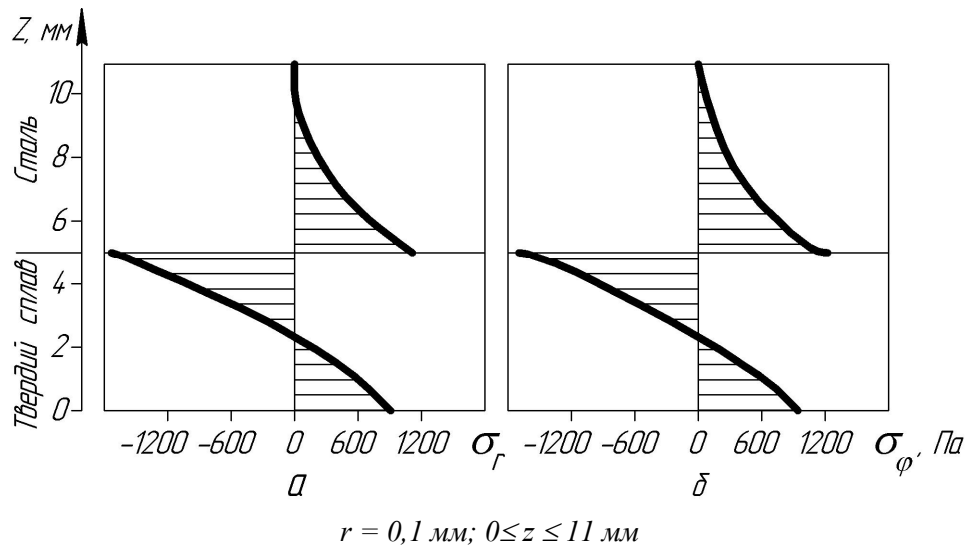 Z, мм
10
8
6
4
2
0
Сталь
Твердий сплав
-1200 -600 0 600 1200 σr
-1200 -600 0 600 1200 σφ, Па
а
б
r = 0,1 мм; 0≤ z ≤ 11 мм